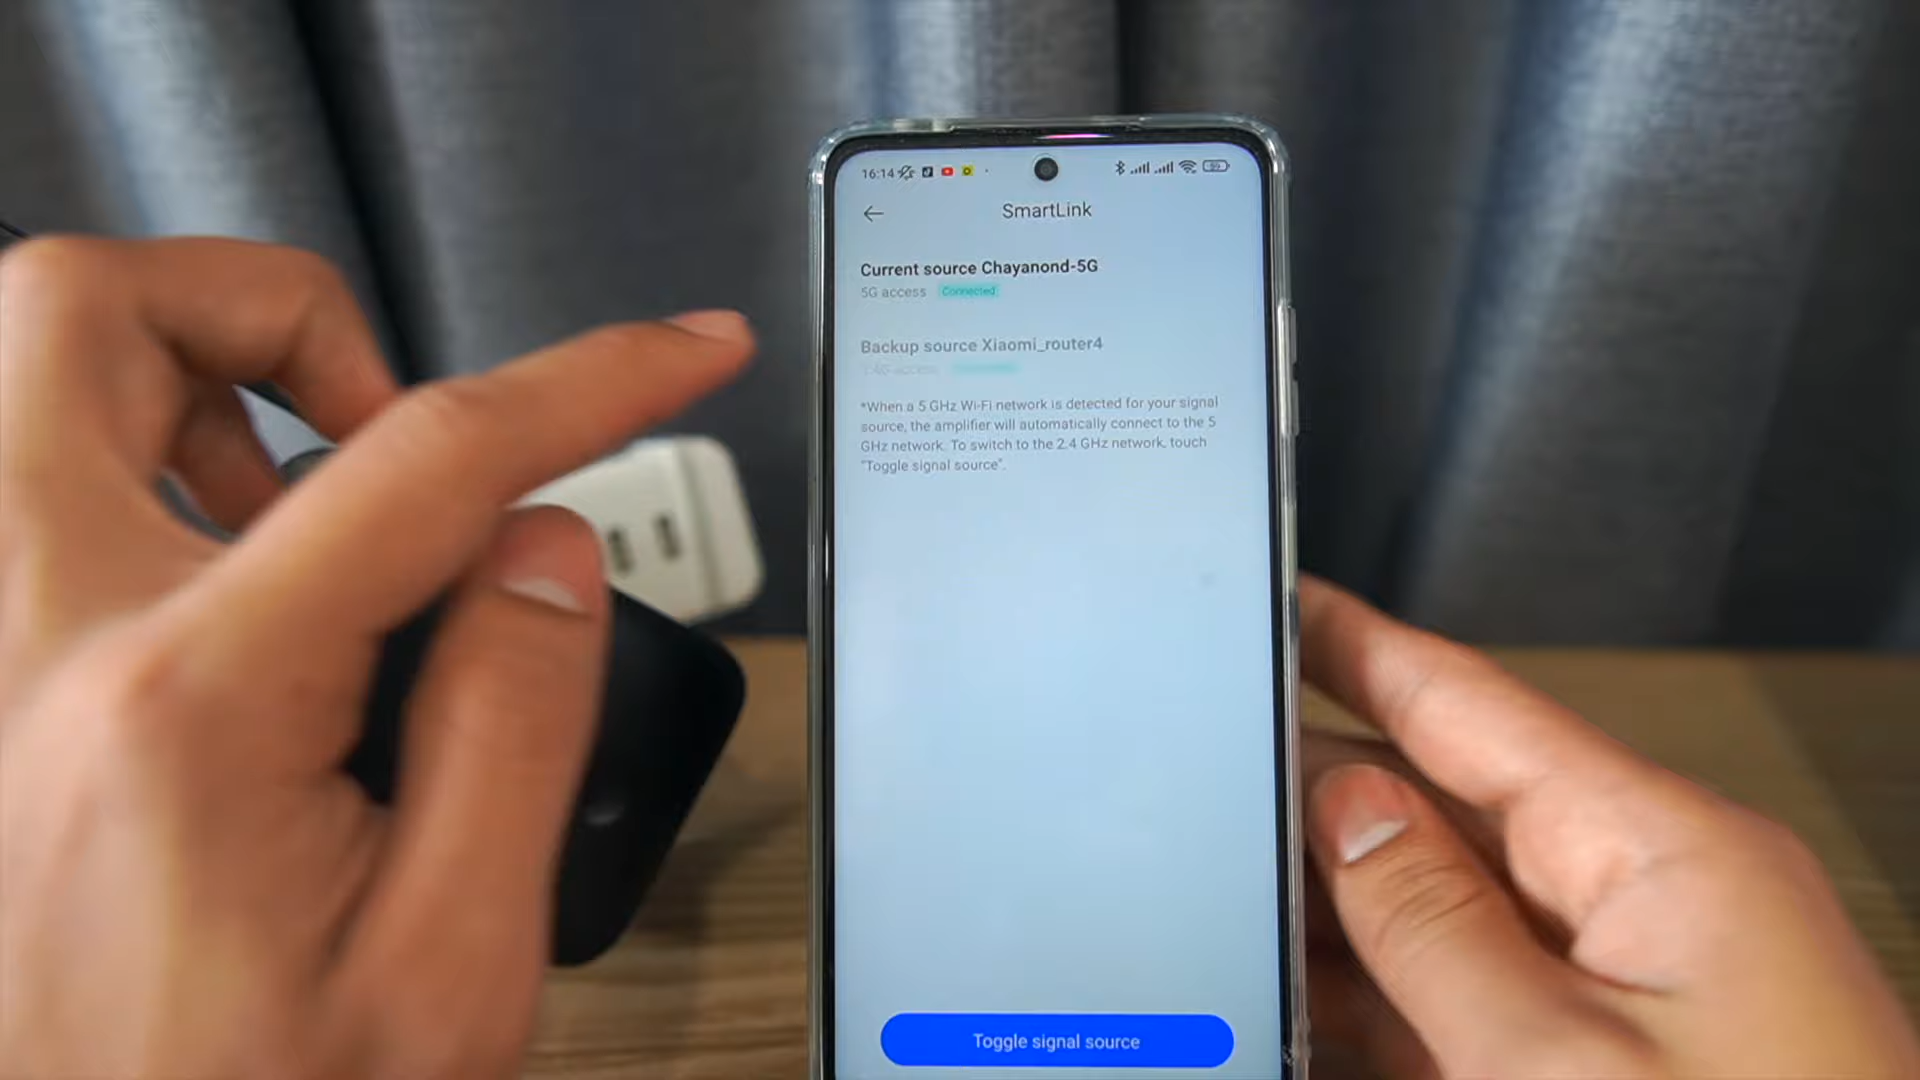 16:14
SmartLink
Current source Chayanond-5G
5G access Connected
Backup source Xiaomi_router4
access
*When a 5 GHz Wi-Fi network is detected for your signal
source, the amplifier will automatically connect to the 5
GHz network. To switch to the 2.4 GHz network, touch
"Toggle signal source".
Toggle signal source